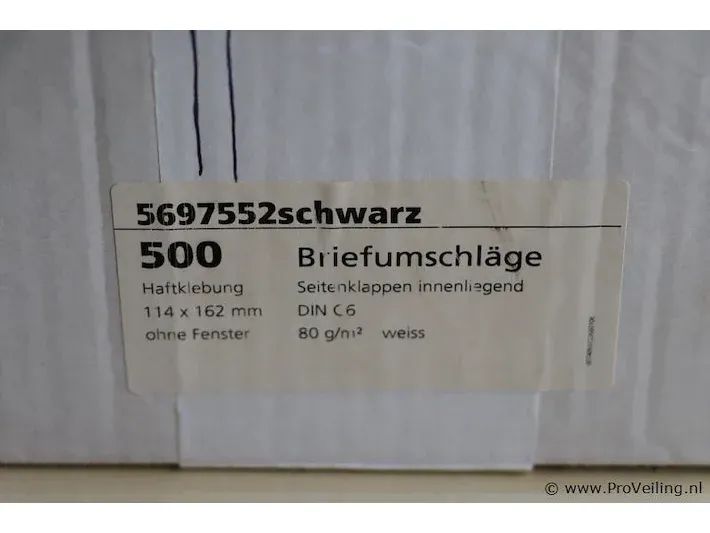 5697552schwarz
500 Briefumschläge
Haftklebung Seitenklappen innenliegend
114 x 162 mm DIN C6
ohne Fenster 80 g/m² weiss
© www.ProVeiling.nl